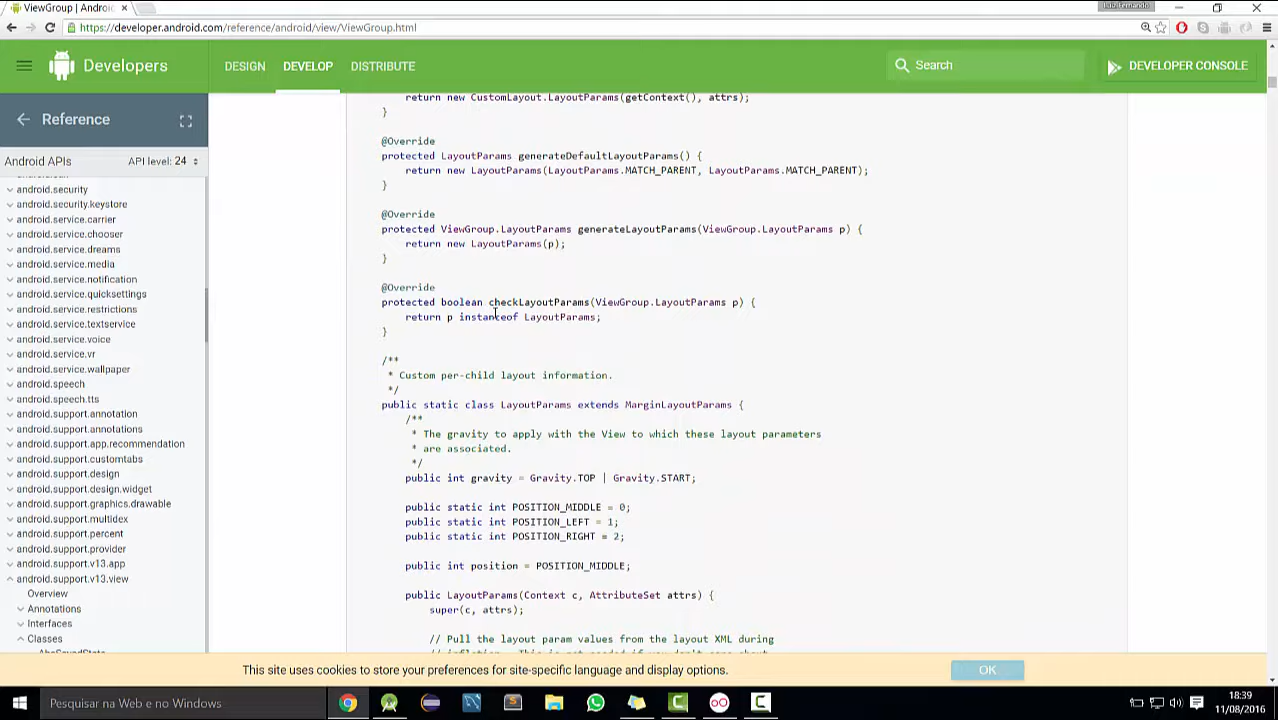 ViewGroup | Androi
Luiz Fernando
https://developer.android.com/reference/android/view/ViewGroup.html
Developers
DESIGN
DEVELOP
DISTRIBUTE
Search
DEVELOPER CONSOLE
Reference
Android APIs
API level: 24
android.security
android.security.keystore
android.service.carrier
android.service.chooser
android.service.dreams
android.service.media
android.service.notification
android.service.quicksettings
android.service.restrictions
android.service.textservice
android.service.voice
android.service.vr
android.service.wallpaper
android.speech
android.speech.tts
android.support.annotation
android.support.annotations
android.support.app.recommendation
android.support.customtabs
android.support.design
android.support.design.widget
android.support.graphics.drawable
android.support.multidex
android.support.percent
android.support.provider
android.support.v13.app
android.support.v13.view
Overview
Annotations
Interfaces
Classes
return new CustomLayout.LayoutParams(getContext(), attrs);
}
@Override
protected LayoutParams generateDefaultLayoutParams() {
return new LayoutParams(LayoutParams.MATCH_PARENT, LayoutParams.MATCH_PARENT);
}
@Override
protected ViewGroup.LayoutParams generateLayoutParams(ViewGroup.LayoutParams p) {
return new LayoutParams(p);
}
@Override
protected boolean checkLayoutParams(ViewGroup.LayoutParams p) {
return p instanceof LayoutParams;
}
/**
* Custom per-child layout information.
*/
public static class LayoutParams extends MarginLayoutParams {
/**
* The gravity to apply with the View to which these layout parameters
* are associated.
*/
public int gravity = Gravity.TOP | Gravity.START;
public static int POSITION_MIDDLE = 0;
public static int POSITION_LEFT = 1;
public static int POSITION_RIGHT = 2;
public int position = POSITION_MIDDLE;
public LayoutParams(Context c, AttributeSet attrs) {
super(c, attrs);
// Pull the layout param values from the layout XML during
This site uses cookies to store your preferences for site-specific language and display options.
OK
Pesquisar na Web e no Windows
18:39
11/08/2016